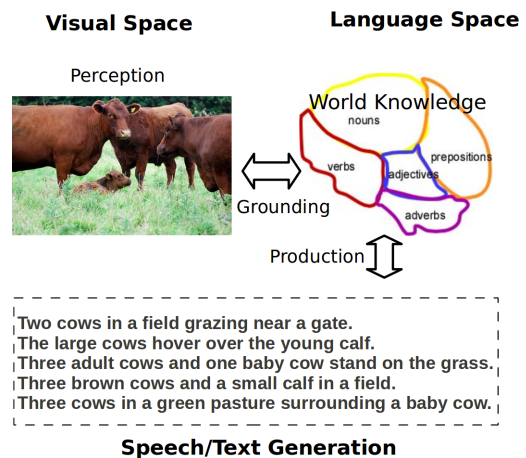 Visual Space
Language Space
Perception
World Knowledge
nouns
verbs
prepositions
adjectives
adverbs
Grounding
Production
Two cows in a field grazing near a gate.
The large cows hover over the young calf.
Three adult cows and one baby cow stand on the grass.
Three brown cows and a small calf in a field.
Three cows in a green pasture surrounding a baby cow.
Speech/Text Generation